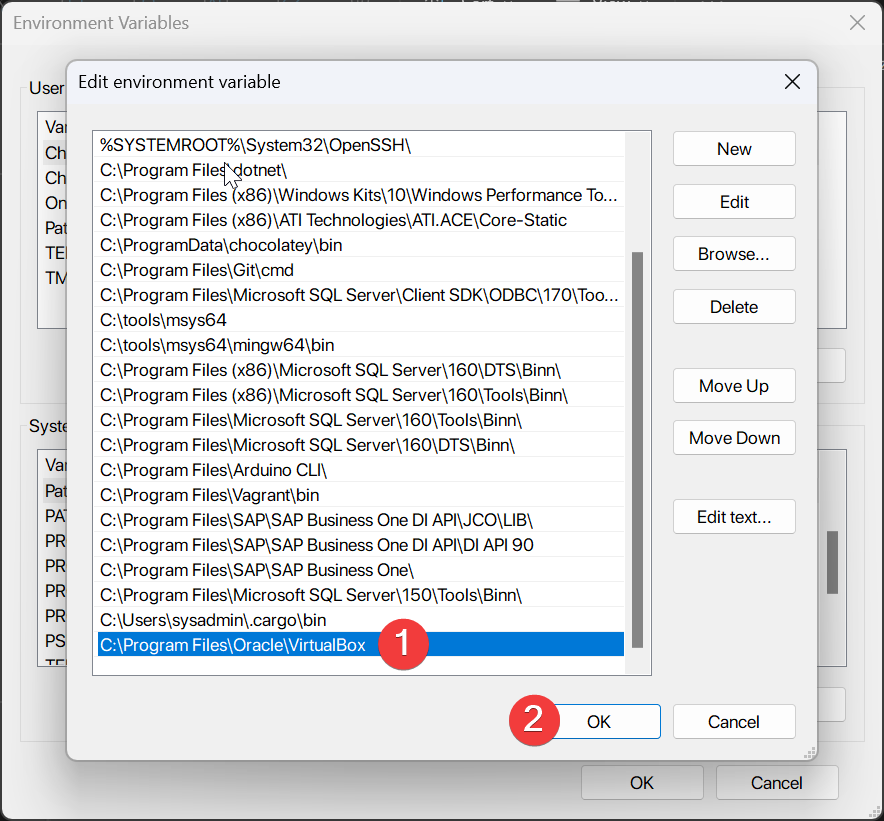 Environment Variables
Edit environment variable
User
Var
Ch
Ch
On
Pat
TE
TM
%SYSTEMROOT%\System32\OpenSSH\
C:\Program Files\dotnet\
C:\Program Files (x86)\Windows Kits\10\Windows Performance To...
C:\Program Files (x86)\ATI Technologies\ATI.ACE\Core-Static
C:\ProgramData\chocolatey\bin
C:\Program Files\Git\cmd
C:\Program Files\Microsoft SQL Server\Client SDK\ODBC\170\Too...
C:\tools\msys64
C:\tools\msys64\mingw64\bin
C:\Program Files (x86)\Microsoft SQL Server\160\DTS\Binn\
C:\Program Files (x86)\Microsoft SQL Server\160\Tools\Binn\
C:\Program Files\Microsoft SQL Server\160\Tools\Binn\
C:\Program Files\Microsoft SQL Server\160\DTS\Binn\
C:\Program Files\Arduino CLI\
C:\Program Files\Vagrant\bin
C:\Program Files\SAP\SAP Business One DI API\JCO\LIB\
C:\Program Files\SAP\SAP Business One DI API\DI API 90
C:\Program Files\SAP\SAP Business One\
C:\Program Files\Microsoft SQL Server\150\Tools\Binn\
C:\Users\sysadmin\.cargo\bin
C:\Program Files\Oracle\VirtualBox
1
New
Edit
Browse...
Delete
Move Up
Move Down
Edit text...
Syste
Var
Pat
PA
PR
PR
PR
PR
PS
TE
2
OK
Cancel
OK
Cancel